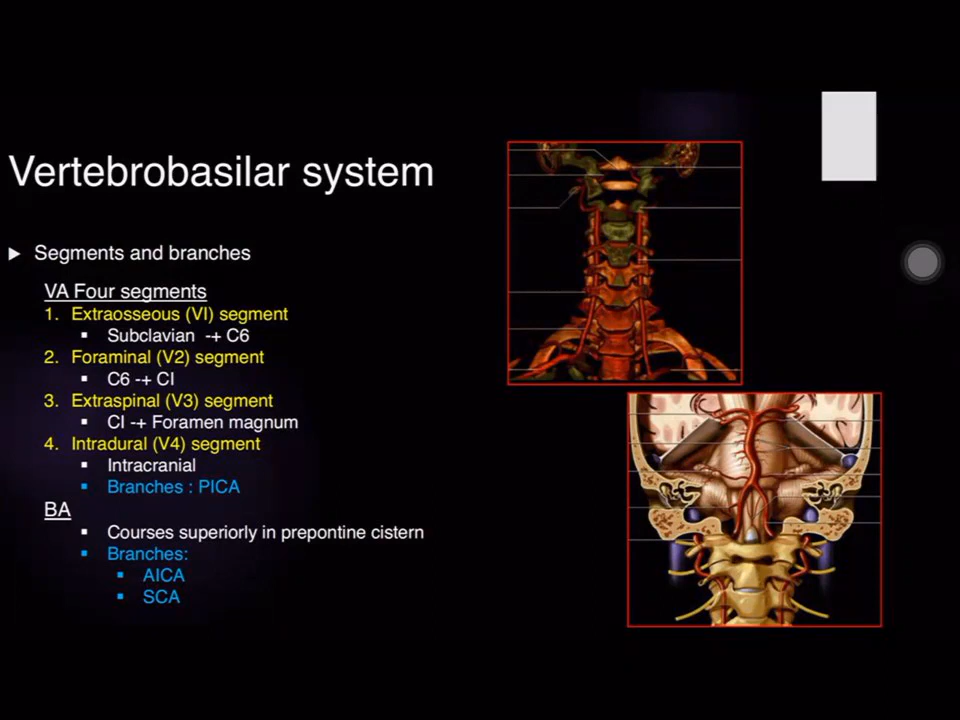 Vertebrobasilar system
Segments and branches
VA Four segments
1. Extraosseous (VI) segment
Subclavian -+ C6
2. Foraminal (V2) segment
C6 -+ CI
3. Extraspinal (V3) segment
CI -+ Foramen magnum
4. Intradural (V4) segment
Intracranial
Branches : PICA
BA
Courses superiorly in prepontine cistern
Branches:
AICA
SCA